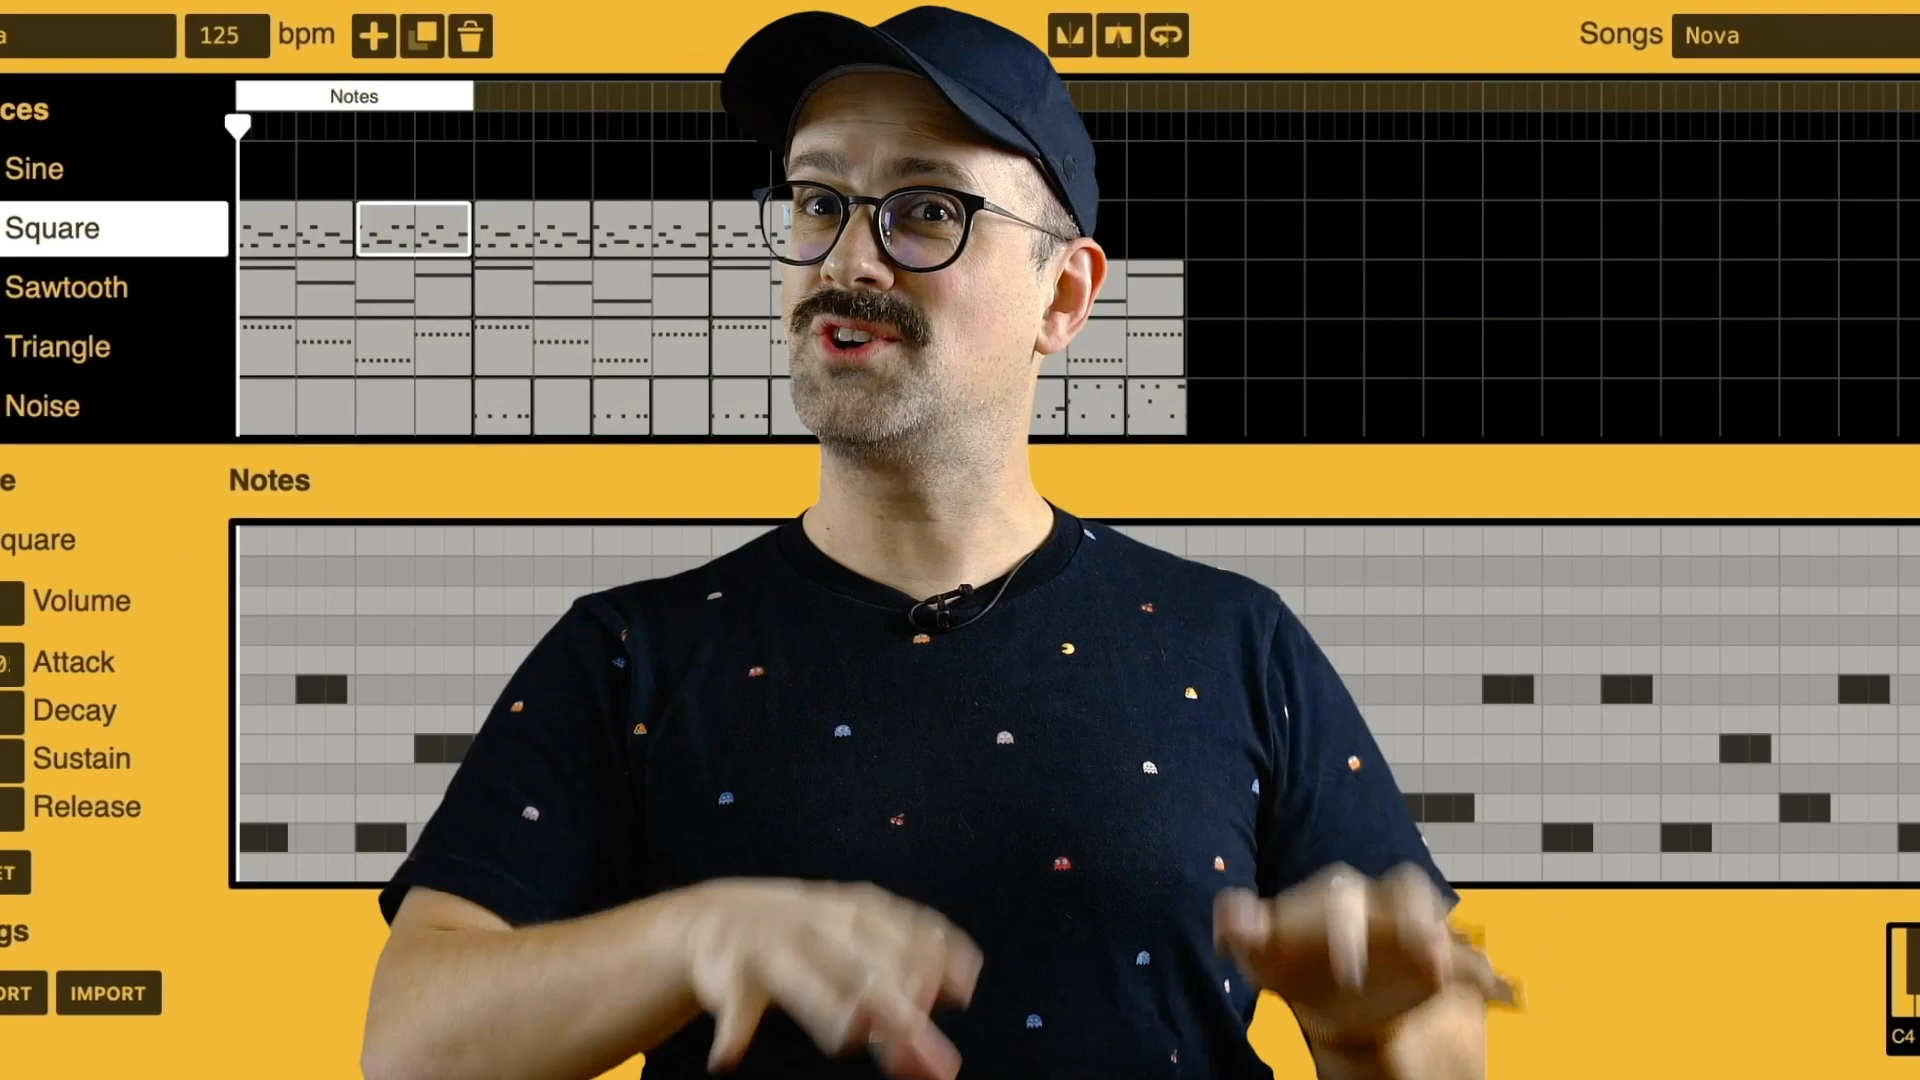 a 125 bpm Songs Nova
Notes
ces
Sine
Square
Sawtooth
Triangle
Noise
e Notes
quare
Volume
Attack
Decay
Sustain
Release
ET
gs
ORT IMPORT
C4